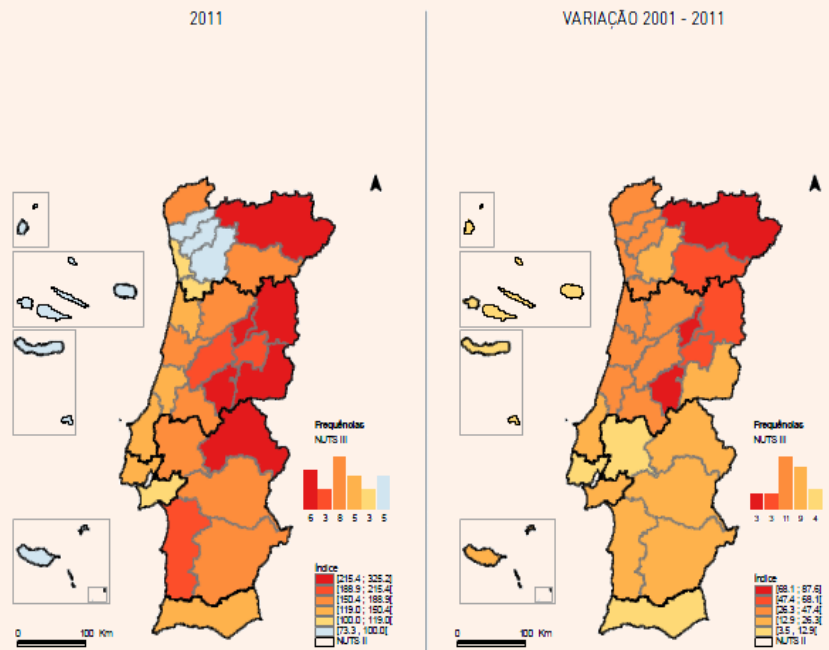 2011
VARIAÇÃO 2001 - 2011
Frequências
NUTS III
6 3 8 5 3 5
Índice
[215.4 ; 325.2]
[188.9 ; 215.4[
[150.4 ; 188.9[
[119.0 ; 150.4[
[100.0 ; 119.0[
[73.3 , 100.0[
NUTS II
0 100 Km
Frequências
NUTS III
3 3 11 9 4
Índice
[68.1 ; 87.6]
[47.4 ; 68.1[
[26.3 ; 47.4[
[12.9 ; 26.3[
[3.5 , 12.9[
NUTS II
0 100 Km